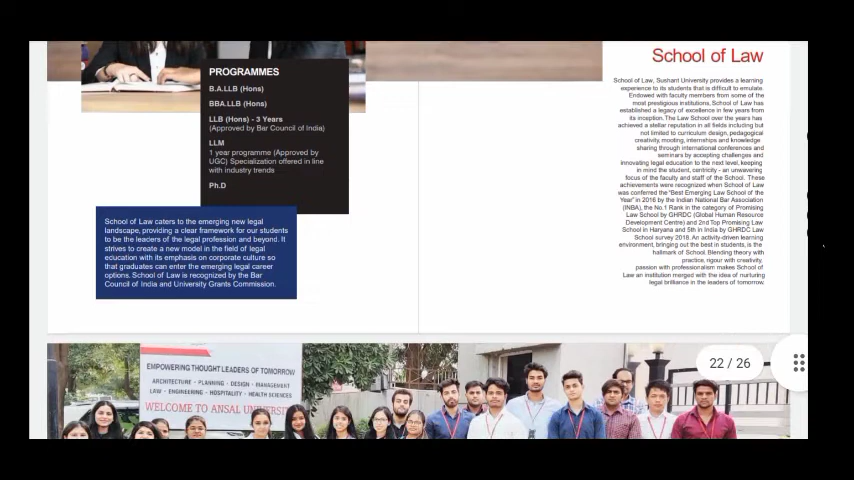 School of Law
PROGRAMMES
B.A.LLB (Hons)
BBA.LLB (Hons)
LLB (Hons) - 3 Years
(Approved by Bar Council of India)
LLM
1 year programme (Approved by
UGC) Specialization offered in line
with industry trends
Ph.D
School of Law caters to the emerging new legal
landscape, providing a clear framework for our students
to be the leaders of the legal profession and beyond. It
strives to create a new model in the field of legal
education with its emphasis on corporate culture so
that graduates can enter the emerging legal career
options. School of Law is recognized by the Bar
Council of India and University Grants Commission.
School of Law, Sushant University provides a learning
experience to its students that is difficult to emulate.
Endowed with faculty members from some of the
most prestigious institutions, School of Law has
established a legacy of excellence in few years from
its inception.The Law School over the years has
achieved a stellar reputation in all fields including but
not limited to curriculum design, pedagogical
creativity, mooting, internships and knowledge
sharing through international conferences and
seminars by accepting challenges and
innovating legal education to the next level, keeping
in mind the student, centricity - an unwavering
focus of the faculty and staff of the School. These
achievements were recognized when School of Law
was conferred the "Best Emerging Law School of the
Year" in 2016 by the Indian National Bar Association
(INBA), the No.1 Rank in the category of Promising
Law School by GHRDC (Global Human Resource
Development Centre) and 2nd Top Promising Law
School in Haryana and 5th in India by GHRDC Law
School survey 2018. An activity-driven learning
environment, bringing out the best in students, is the
hallmark of School. Blending theory with
practice, rigour with creativity,
passion with professionalism makes School of
Law an institution merged with the idea of nurturing
legal brilliance in the leaders of tomorrow.
22 / 26
EMPOWERING THOUGHT LEADERS OF TOMORROW
ARCHITECTURE - PLANNING - DESIGN - MANAGEMENT
LAW - ENGINEERING - HOSPITALITY - HEALTH SCIENCES
WELCOME TO ANSAL UNIVERSI